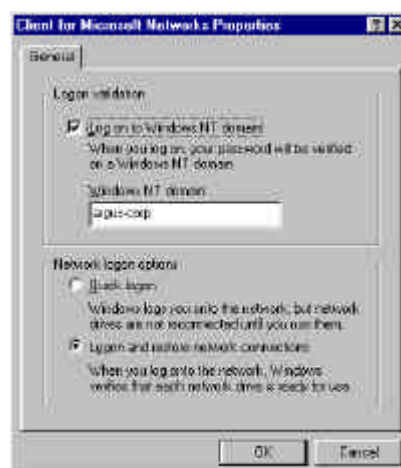 Client for Microsoft Networks Properties
General
Logon validation
Log on to Windows NT domain
When you log on, your password will be verified
on a Windows NT domain.
Windows NT domain:
Network logon options
Quick logon
Windows logs you onto the network, but network
drives are not reconnected until you use them.
Logon and restore network connections
When you log onto the network, Windows
verifies that each network drive is ready for use.
OK
Cancel